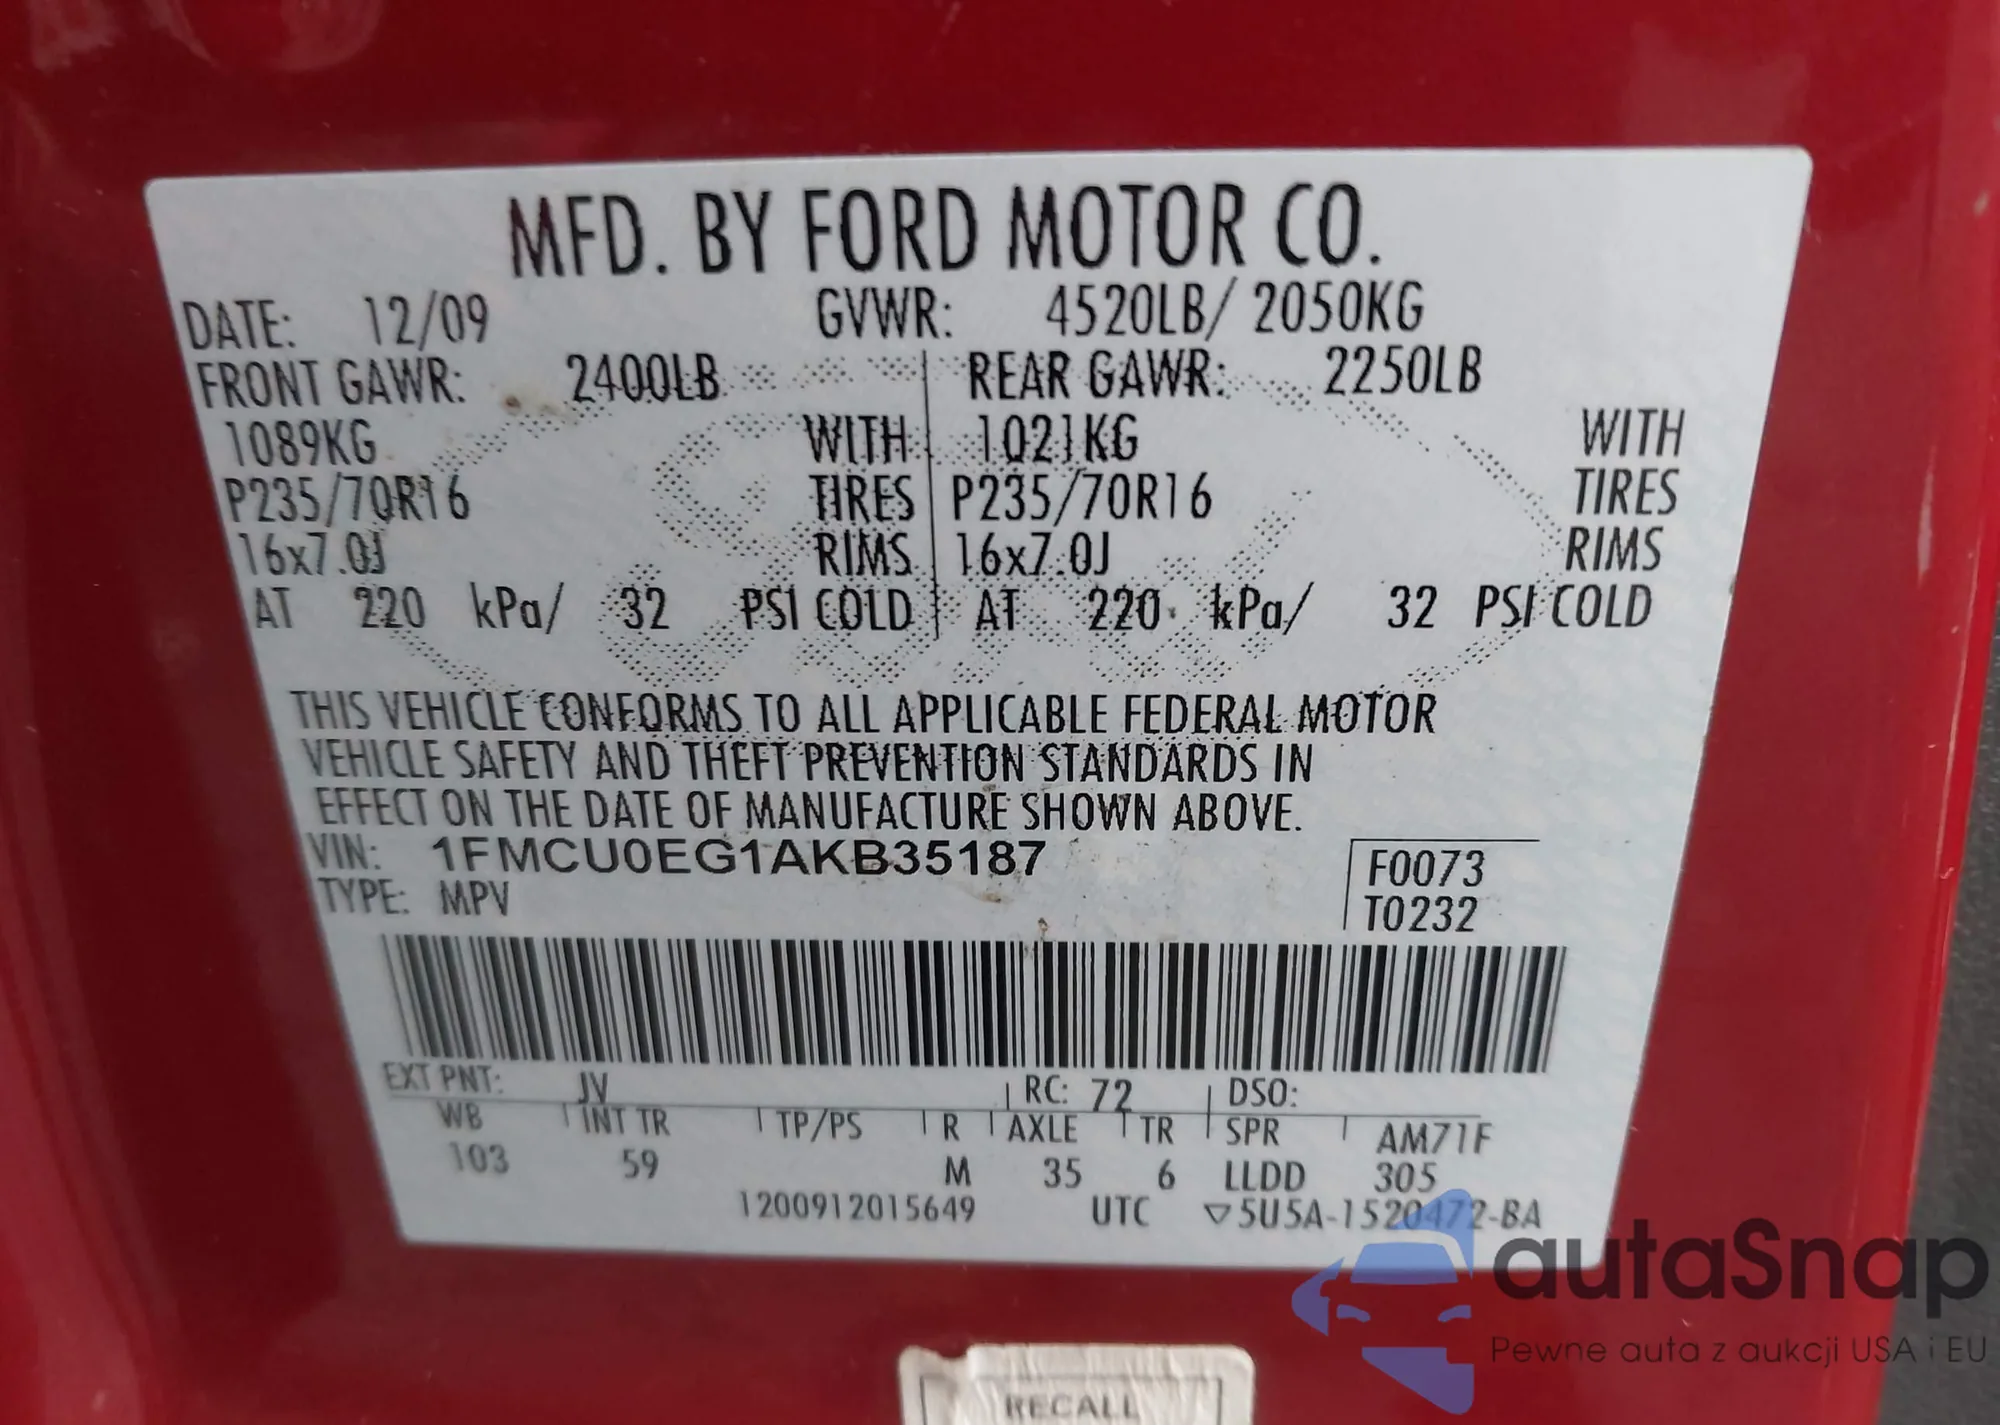 MFD. BY FORD MOTOR CO.
DATE: 12/09 GVWR: 4520LB/ 2050KG
FRONT GAWR: 2400LB REAR GAWR: 2250LB
1089KG WITH 1021KG WITH
P235/70R16 TIRES P235/70R16 TIRES
16x7.0J RIMS 16x7.0J RIMS
AT 220 kPa/ 32 PSI COLD AT 220 kPa/ 32 PSI COLD
THIS VEHICLE CONFORMS TO ALL APPLICABLE FEDERAL MOTOR
VEHICLE SAFETY AND THEFT PREVENTION STANDARDS IN
EFFECT ON THE DATE OF MANUFACTURE SHOWN ABOVE.
VIN: 1FMCU0EG1AKB35187 F0073
TYPE: MPV T0232
EXT PNT: JV RC: 72 DSO:
WB INT TR TP/PS R AXLE TR SPR AM71F
103 59 M 35 6 LLDD 305
1200912015649 UTC ▽5U5A-1520472-BA
autaSnap
Pewne auta z aukcji USA i EU
RECALL